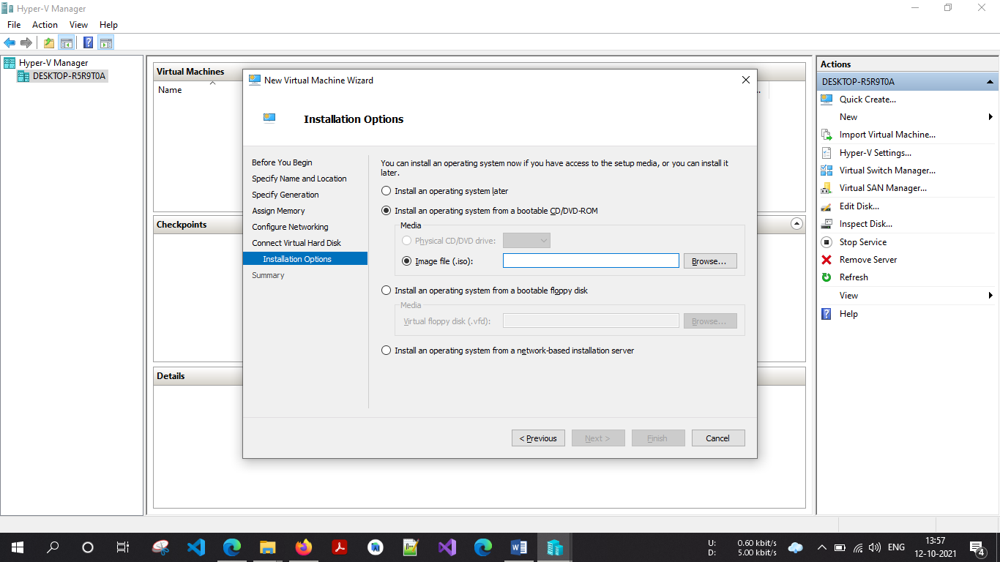 Hyper-V Manager
File Action View Help
Hyper-V Manager
DESKTOP-R5R9T0A
Virtual Machines
Name
..
Checkpoints
Details
New Virtual Machine Wizard
Installation Options
Before You Begin
Specify Name and Location
Specify Generation
Assign Memory
Configure Networking
Connect Virtual Hard Disk
Installation Options
Summary
You can install an operating system now if you have access to the setup media, or you can install it
later.
Install an operating system later
Install an operating system from a bootable CD/DVD-ROM
Media
Physical CD/DVD drive:
Image file (.iso):
Browse...
Install an operating system from a bootable floppy disk
Media
Virtual floppy disk (.vfd):
Browse...
Install an operating system from a network-based installation server
< Previous
Next >
Finish
Cancel
Actions
DESKTOP-R5R9T0A
Quick Create...
New
Import Virtual Machine...
Hyper-V Settings...
Virtual Switch Manager...
Virtual SAN Manager...
Edit Disk...
Inspect Disk...
Stop Service
Remove Server
Refresh
View
Help
U: 0.60 kbit/s
D: 5.00 kbit/s
ENG
13:57
12-10-2021
4